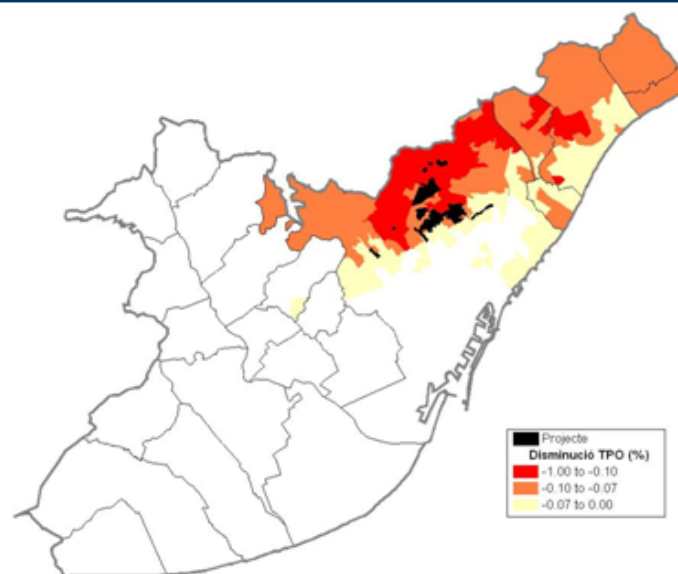 Projecte
Disminució TPO (%)
-1.00 to -0.10
-0.10 to -0.07
-0.07 to 0.00